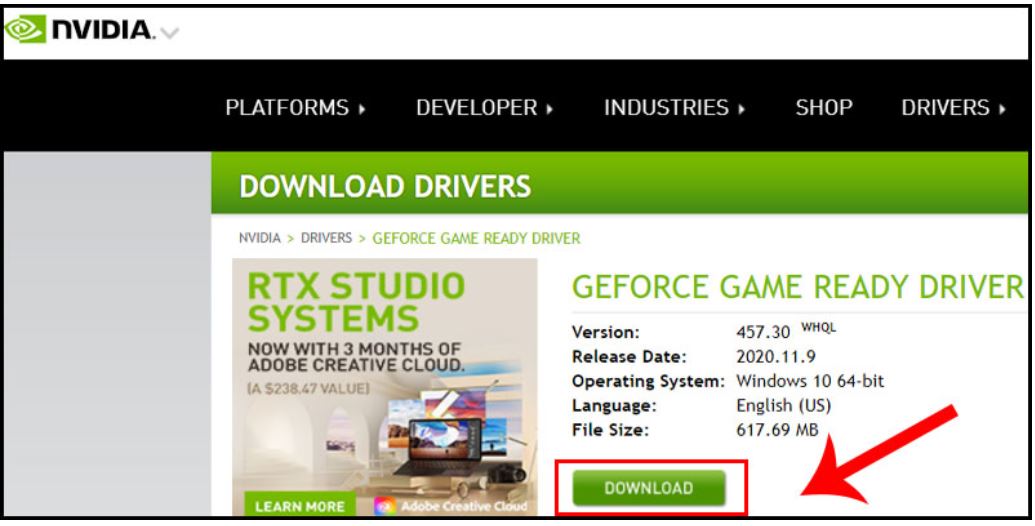 NVIDIA.
PLATFORMS DEVELOPER INDUSTRIES SHOP DRIVERS
DOWNLOAD DRIVERS
NVIDIA > DRIVERS > GEFORCE GAME READY DRIVER
RTX STUDIO
SYSTEMS
NOW WITH 3 MONTHS OF
ADOBE CREATIVE CLOUD.
(A $238.47 VALUE)
LEARN MORE Adobe Creative Cloud
GEFORCE GAME READY DRIVER
Version: 457.30 WHQL
Release Date: 2020.11.9
Operating System: Windows 10 64-bit
Language: English (US)
File Size: 617.69 MB
DOWNLOAD